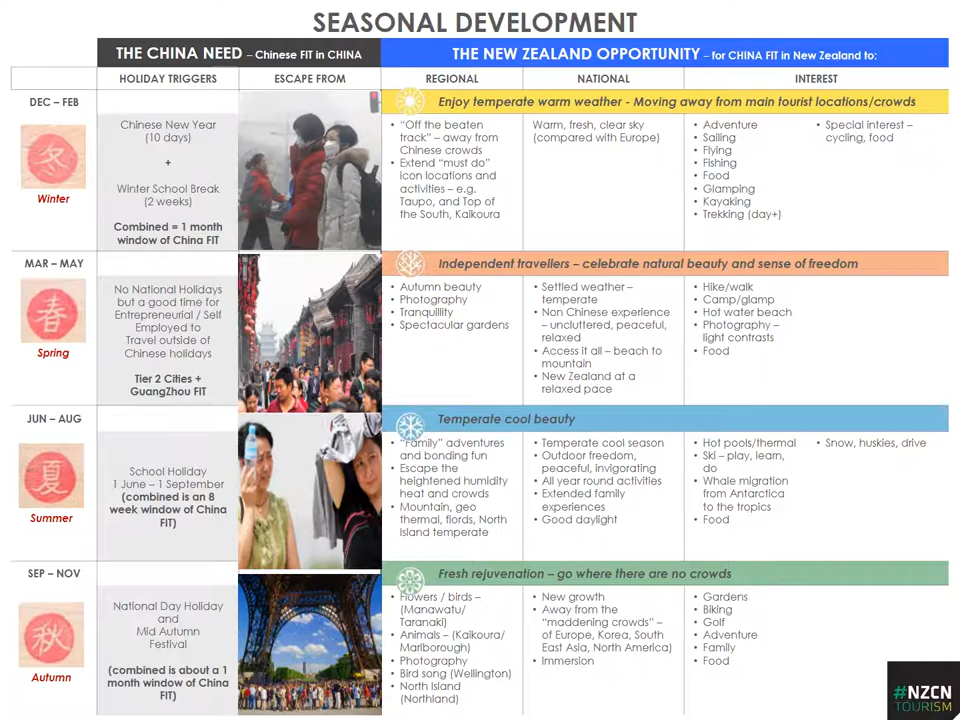 SEASONAL DEVELOPMENT
THE CHINA NEED – Chinese FIT in CHINA
THE NEW ZEALAND OPPORTUNITY – for CHINA FIT in New Zealand to:
HOLIDAY TRIGGERS
ESCAPE FROM
REGIONAL
NATIONAL
INTEREST
DEC – FEB
冬
Winter
Chinese New Year
(10 days)
+
Winter School Break
(2 weeks)
Combined = 1 month
window of China FIT
Enjoy temperate warm weather - Moving away from main tourist locations/crowds
• "Off the beaten
track" – away from
Chinese crowds
• Extend "must do"
icon locations and
activities – e.g.
Taupo, and Top of
the South, Kaikoura
Warm, fresh, clear sky
(compared with Europe)
• Adventure
• Sailing
• Flying
• Fishing
• Food
• Glamping
• Kayaking
• Trekking (day+)
• Special interest –
cycling, food
MAR – MAY
春
Spring
No National Holidays
but a good time for
Entrepreneurial / Self
Employed to
Travel outside of
Chinese holidays
Tier 2 Cities +
GuangZhou FIT
Independent travellers – celebrate natural beauty and sense of freedom
• Autumn beauty
• Photography
• Tranquillity
• Spectacular gardens
• Settled weather –
temperate
• Non Chinese experience
– uncluttered, peaceful,
relaxed
• Access it all – beach to
mountain
• New Zealand at a
relaxed pace
• Hike/walk
• Camp/glamp
• Hot water beach
• Photography –
light contrasts
• Food
JUN – AUG
夏
Summer
School Holiday
1 June – 1 September
(combined is an 8
week window of China
FIT)
Temperate cool beauty
• "Family" adventures
and bonding fun
• Escape the
heightened humidity
heat and crowds
• Mountain, geo
thermal, fiords, North
Island temperate
• Temperate cool season
• Outdoor freedom,
peaceful, invigorating
• All year round activities
• Extended family
experiences
• Good daylight
• Hot pools/thermal
• Ski – play, learn,
do
• Whale migration
from Antarctica
to the tropics
• Food
• Snow, huskies, drive
SEP – NOV
秋
Autumn
National Day Holiday
and
Mid Autumn
Festival
(combined is about a 1
month window of China
FIT)
Fresh rejuvenation – go where there are no crowds
• Flowers / birds –
(Manawatu/
Taranaki)
• Animals – (Kaikoura/
Marlborough)
• Photography
• Bird song (Wellington)
• North Island
(Northland)
• New growth
• Away from the
"maddening crowds" –
of Europe, Korea, South
East Asia, North America)
• Immersion
• Gardens
• Biking
• Golf
• Adventure
• Family
• Food
#NZCN
TOURISM